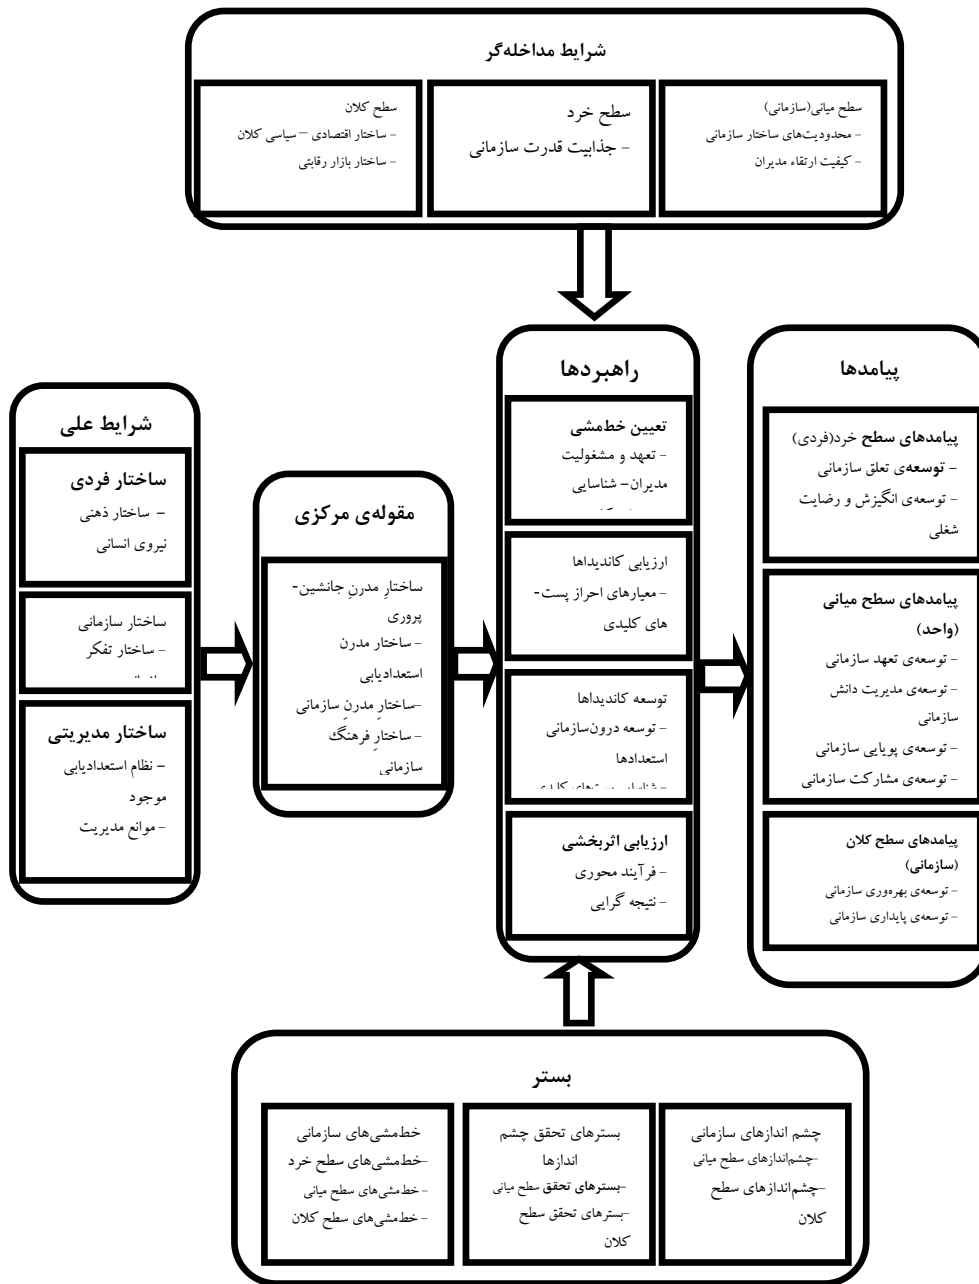 شرایط مداخله‌گر
سطح میانی(سازمانی)
- محدودیت‌های ساختار سازمانی
- کیفیت ارتقاء مدیران
سطح خرد
- جذابیت قدرت سازمانی
سطح کلان
- ساختار اقتصادی – سیاسی کلان
- ساختار بازار رقابتی
شرایط علی
ساختار فردی
- ساختار ذهنی
نیروی انسانی
ساختار سازمانی
- ساختار تفکر
ساختار مدیریتی
- نظام استعدادیابی
موجود
- موانع مدیریت
مقوله‌ی مرکزی
ساختارِ مدرنِ جانشین-
پروری
- ساختار مدرن
استعدادیابی
-ساختارِ مدرنِ سازمانی
- ساختارِ فرهنگ
سازمانی
راهبردها
تعیین خط‌مشی
- تعهد و مشغولیت
مدیران- شناسایی
ارزیابی کاندیداها
- معیارهای احراز پست-
های کلیدی
توسعه کاندیداها
- توسعه درون‌سازمانی
استعدادها
- شناسایی پست‌های کلیدی
ارزیابی اثربخشی
- فرآیند محوری
- نتیجه گرایی
پیامدها
پیامدهای سطح خرد(فردی)
- توسعه‌ی تعلق سازمانی
- توسعه‌ی انگیزش و رضایت
شغلی
پیامدهای سطح میانی
(واحد)
- توسعه‌ی تعهد سازمانی
- توسعه‌ی مدیریت دانش
سازمانی
- توسعه‌ی پویایی سازمانی
- توسعه‌ی مشارکت سازمانی
پیامدهای سطح کلان
(سازمانی)
- توسعه‌ی بهره‌وری سازمانی
- توسعه‌ی پایداری سازمانی
بستر
چشم اندازهای سازمانی
-چشم‌اندازهای سطح میانی
-چشم‌اندازهای سطح
کلان
بسترهای تحقق چشم
اندازها
-بسترهای تحقق سطح میانی
-بسترهای تحقق سطح
کلان
خط‌مشی‌های سازمانی
-خط‌مشی‌های سطح خرد
-خط‌مشی‌های سطح میانی
- خط‌مشی‌های سطح کلان